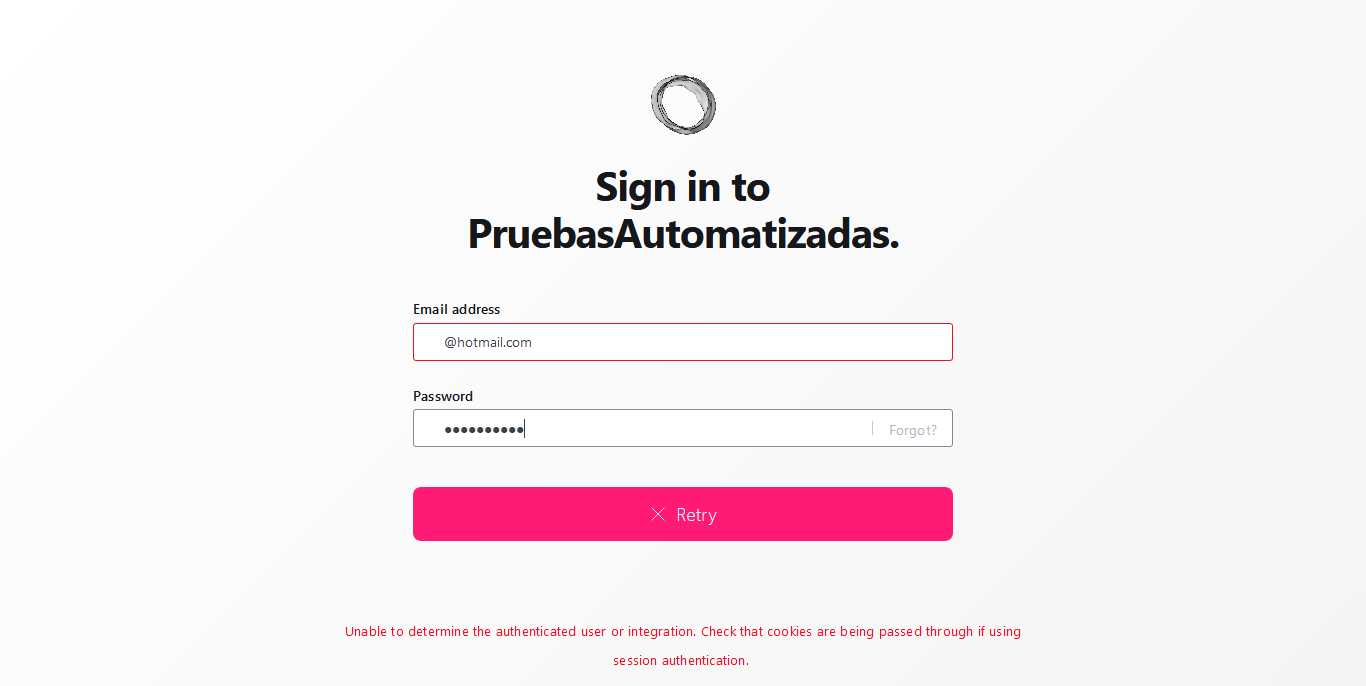 Sign in to
PruebasAutomatizadas.
Email address
@hotmail.com
Password
••••••••••
Forgot?
Retry
Unable to determine the authenticated user or integration. Check that cookies are being passed through if using
session authentication.